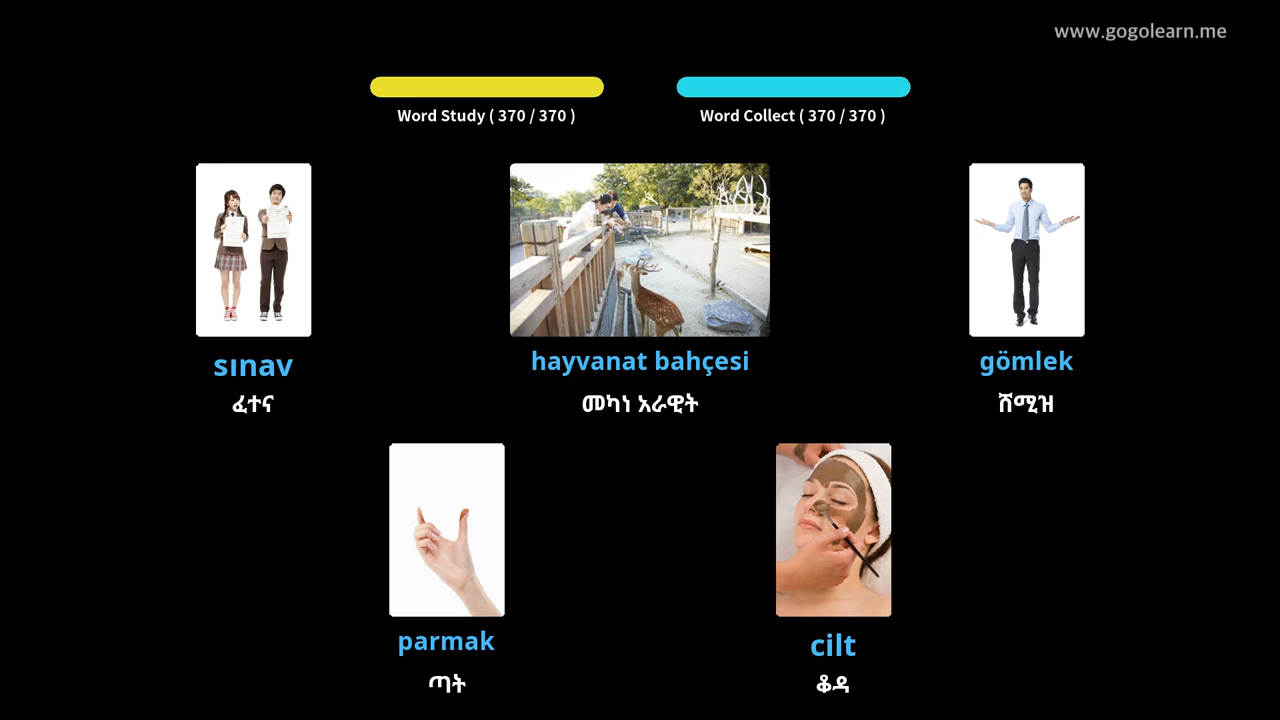 www.gogolearn.me
Word Study ( 370 / 370 )
Word Collect ( 370 / 370 )
sınav
ፈተና
hayvanat bahçesi
መካነ አራዊት
gömlek
ሸሚዝ
parmak
ጣት
cilt
ቆዳ